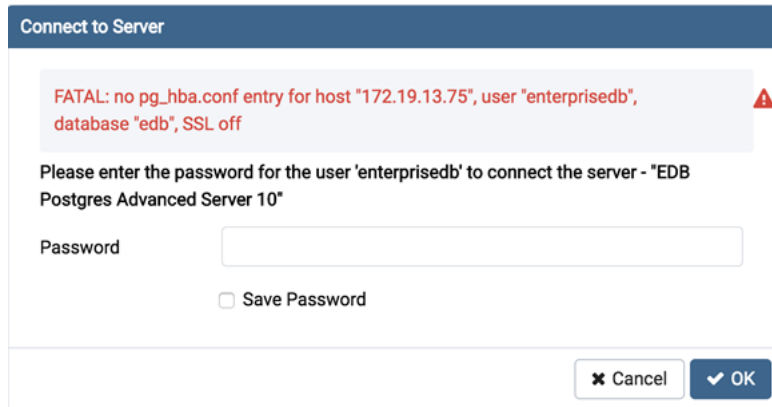 Connect to Server
FATAL: no pg_hba.conf entry for host "172.19.13.75", user "enterprisedb",
database "edb", SSL off
Please enter the password for the user 'enterprisedb' to connect the server - "EDB
Postgres Advanced Server 10"
Password
Save Password
Cancel
OK